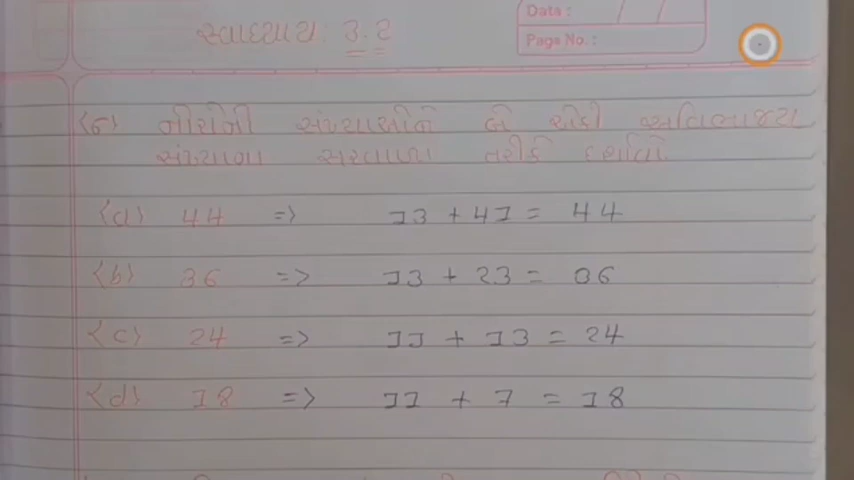 Date :
સ્વાધ્યાય: 3.2
Page No. :
નીચેની સંખ્યાઓને બે એકી અવિભાજ્ય
સંખ્યાના સરવાળા તરીકે દર્શાવો.
(a) 44 => 13 + 41 = 44
(b) 36 => 13 + 23 = 36
(c) 24 => 11 + 13 = 24
(d) 18 => 11 + 7 = 18